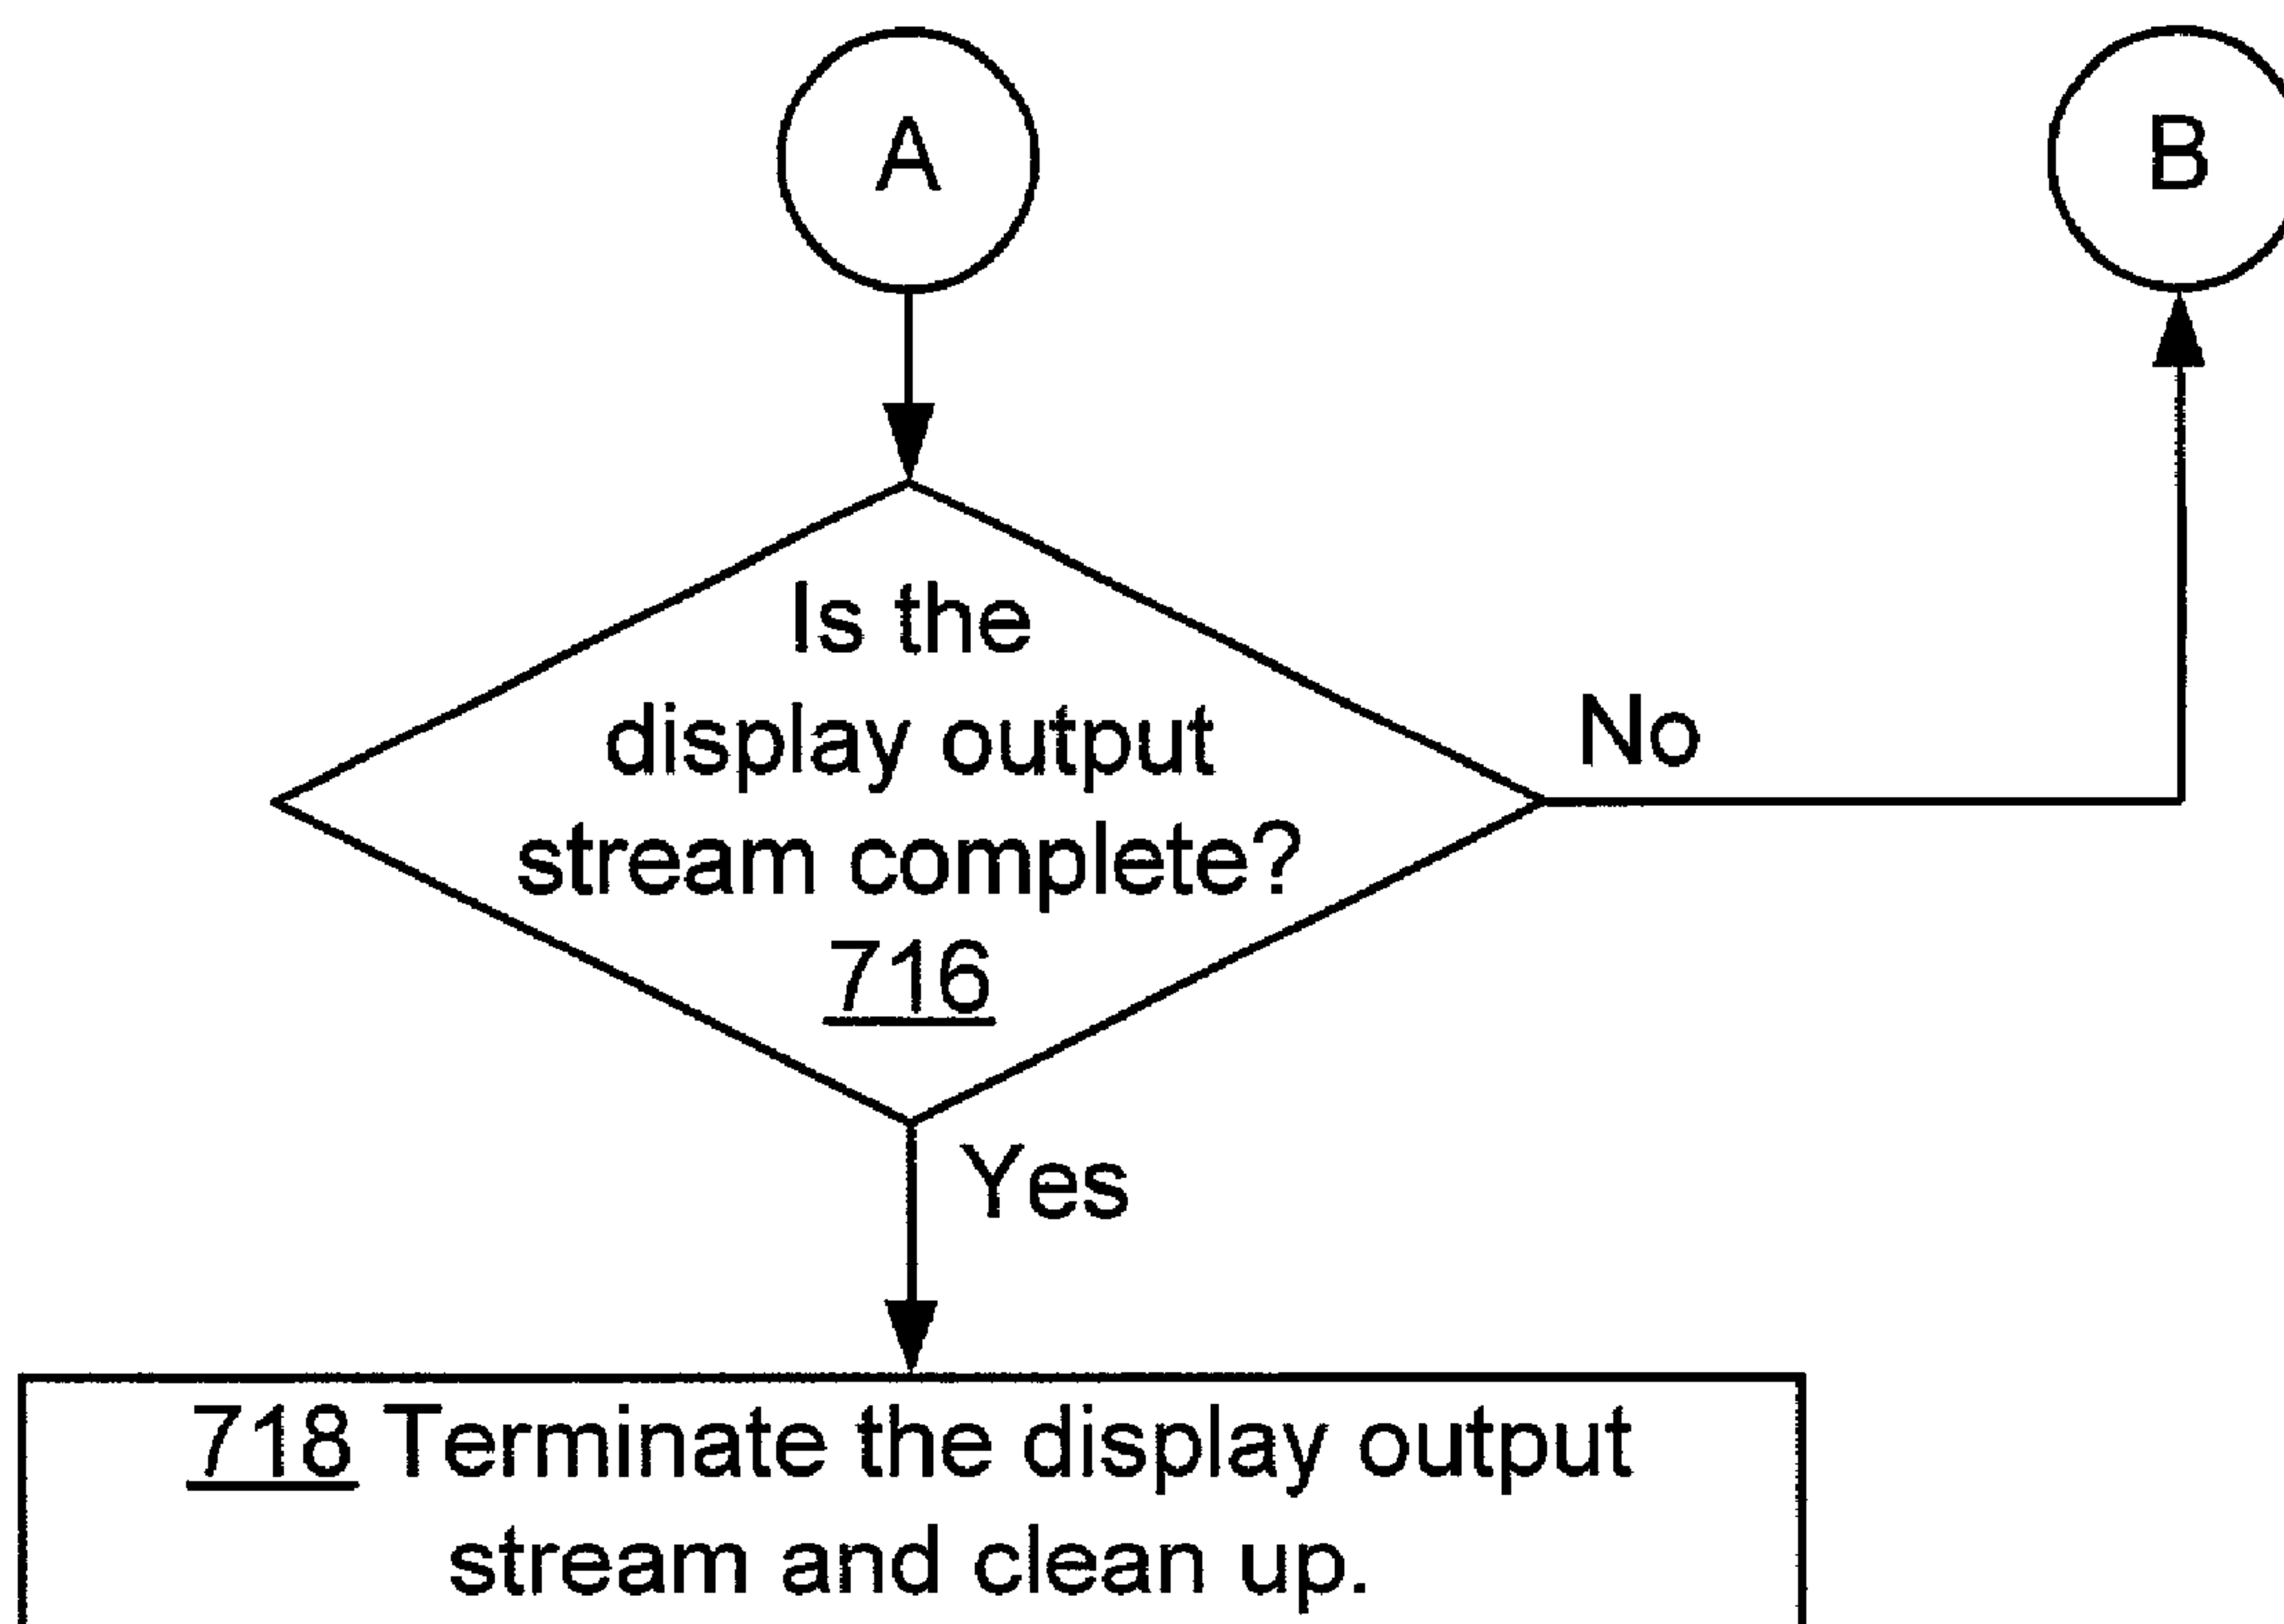 A
B
Is the
display output
stream complete?
716
No
Yes
718 Terminate the display output
stream and clean up.